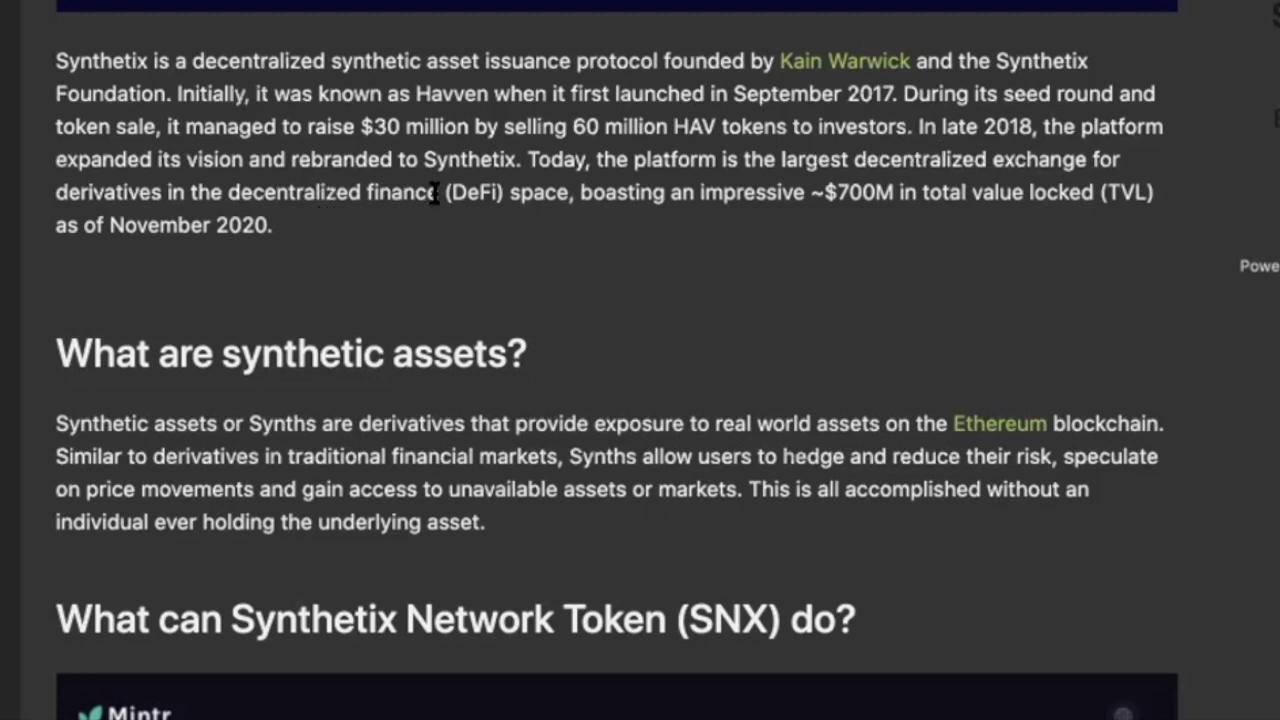 Synthetix is a decentralized synthetic asset issuance protocol founded by Kain Warwick and the Synthetix
Foundation. Initially, it was known as Havven when it first launched in September 2017. During its seed round and
token sale, it managed to raise $30 million by selling 60 million HAV tokens to investors. In late 2018, the platform
expanded its vision and rebranded to Synthetix. Today, the platform is the largest decentralized exchange for
derivatives in the decentralized finance (DeFi) space, boasting an impressive ~$700M in total value locked (TVL)
as of November 2020.
Powe
What are synthetic assets?
Synthetic assets or Synths are derivatives that provide exposure to real world assets on the Ethereum blockchain.
Similar to derivatives in traditional financial markets, Synths allow users to hedge and reduce their risk, speculate
on price movements and gain access to unavailable assets or markets. This is all accomplished without an
individual ever holding the underlying asset.
What can Synthetix Network Token (SNX) do?
Mintr